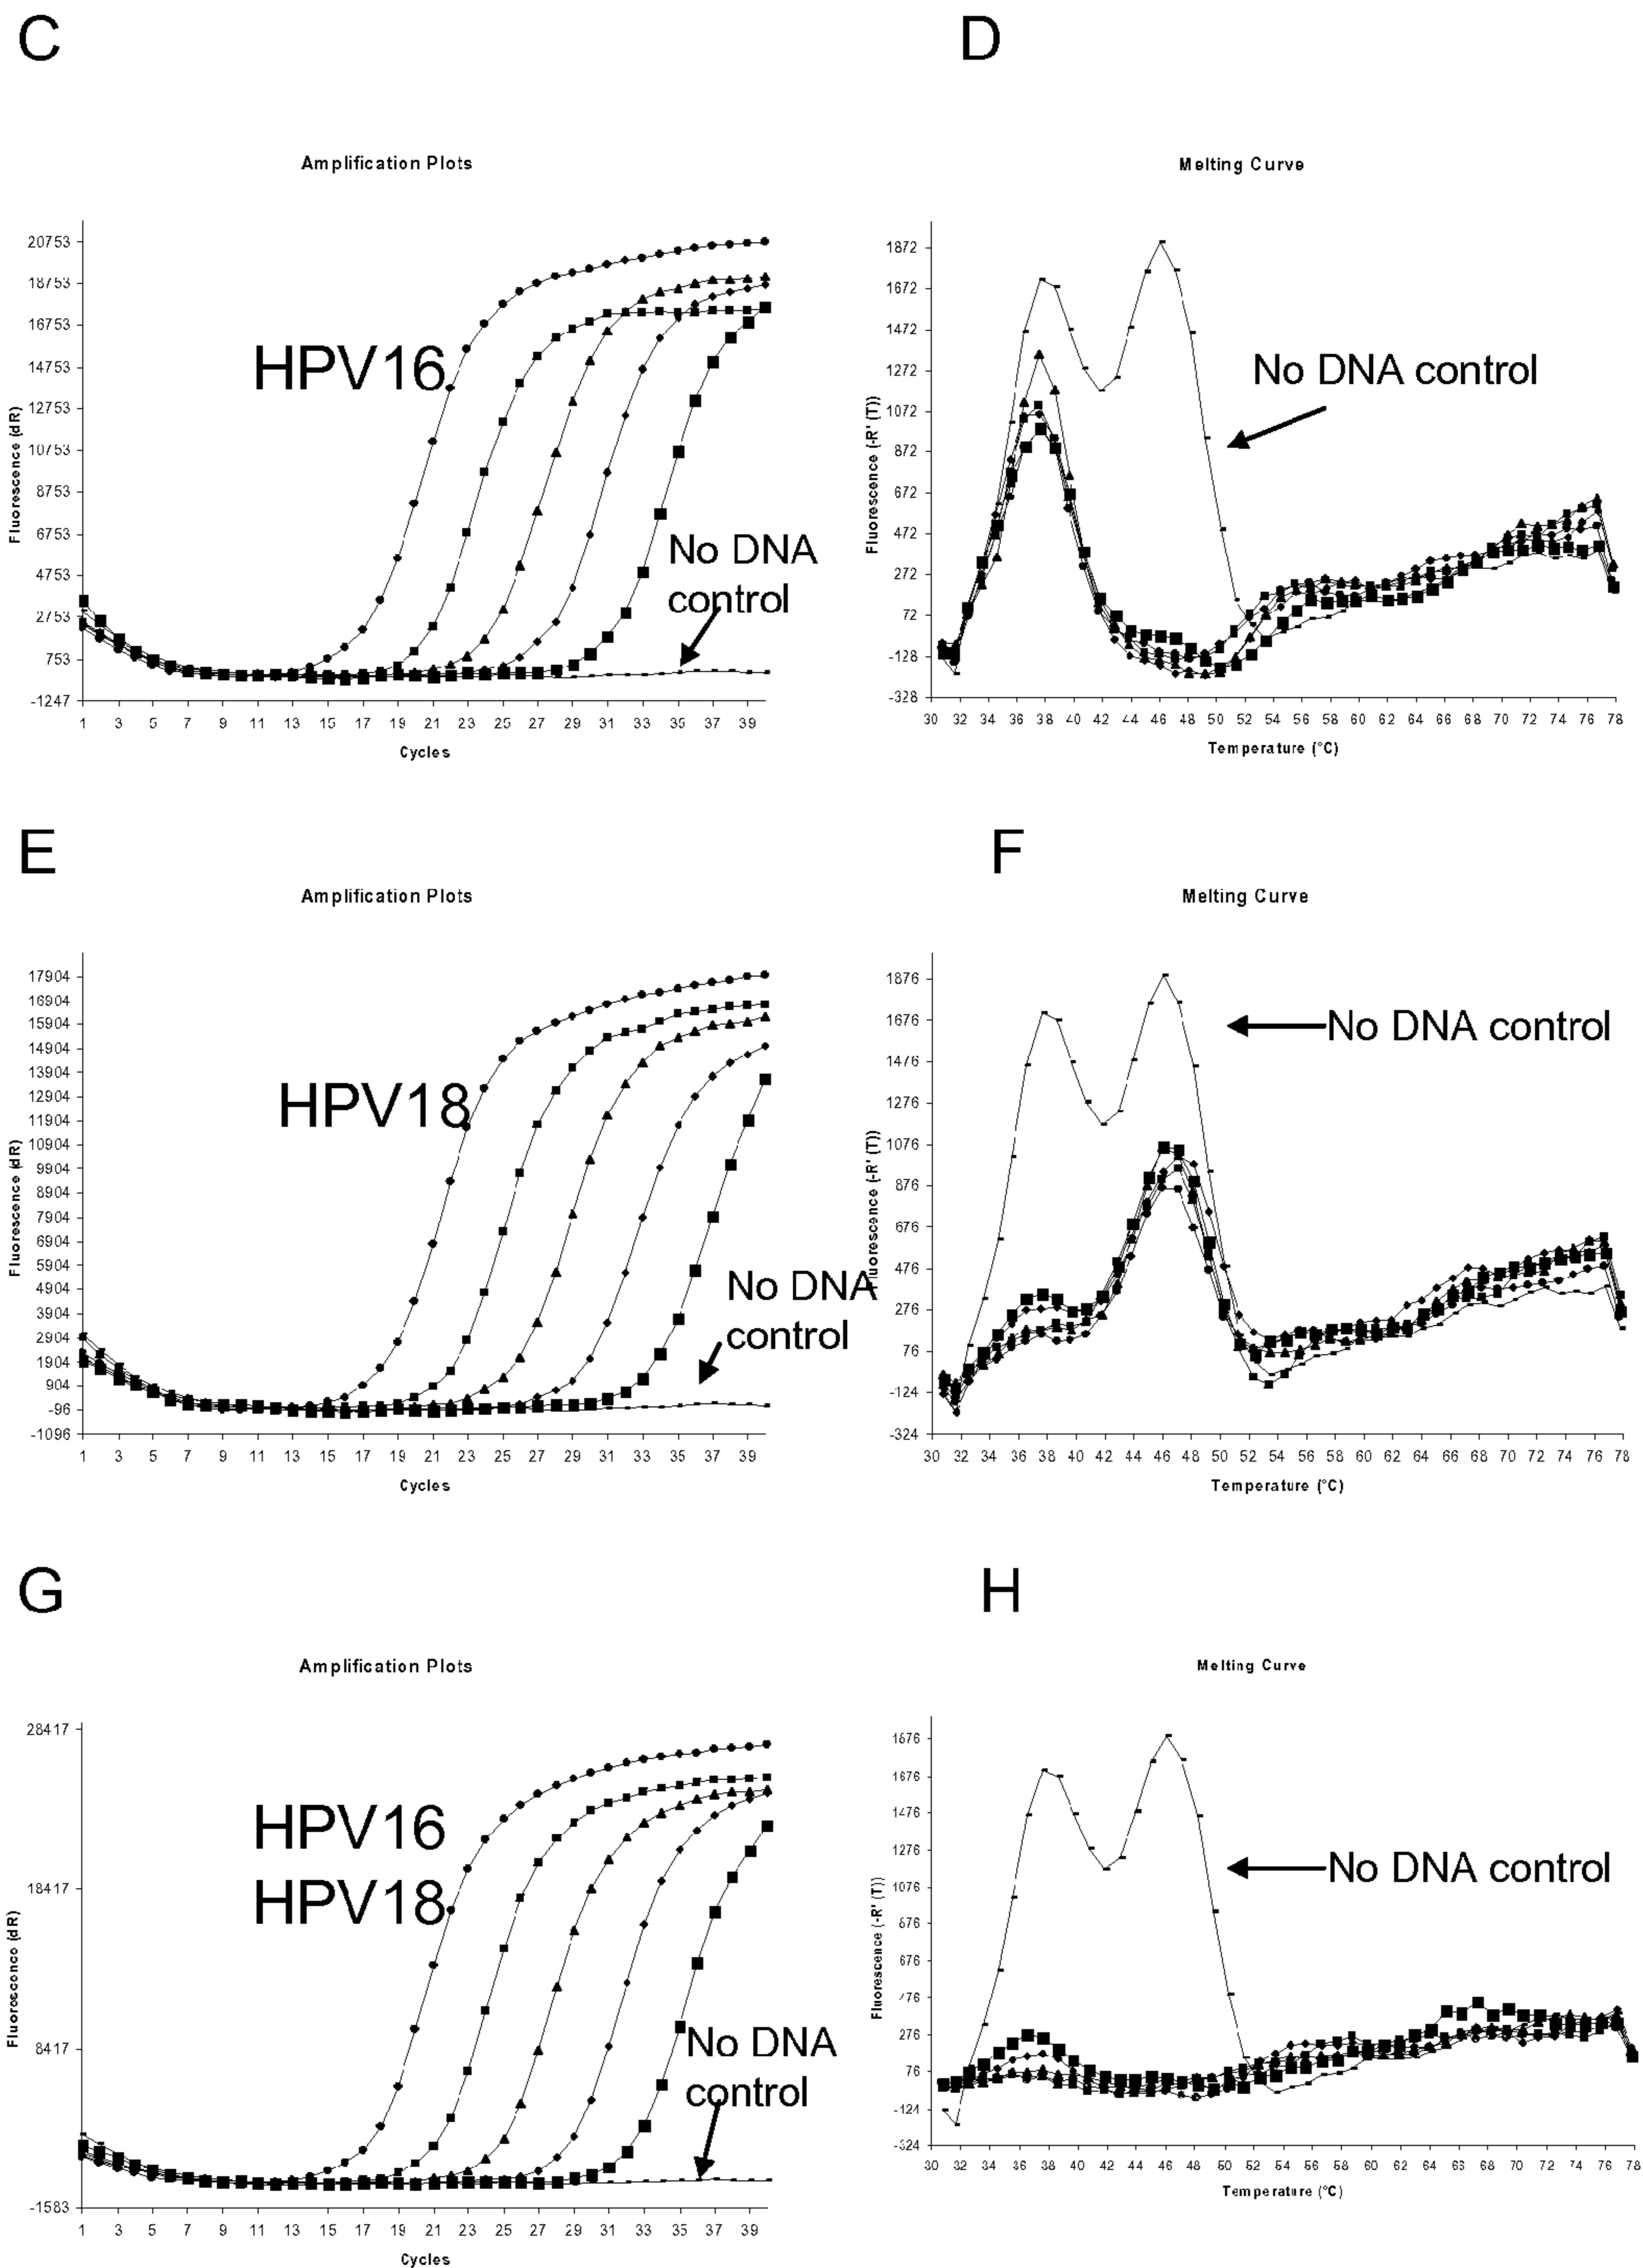 C
D
Amplification Plots
Melting Curve
Fluorescence (dR)
20753
18753
16753
14753
12753
10753
8753
6753
4753
2753
753
-1247
HPV16
No DNA
control
1 3 5 7 9 11 13 15 17 19 21 23 25 27 29 31 33 35 37 39
Cycles
Fluorescence (-R' (T))
1872
1672
1472
1272
1072
872
672
472
272
72
-128
-328
No DNA control
30 32 34 36 38 40 42 44 46 48 50 52 54 56 58 60 62 64 66 68 70 72 74 76 78
Temperature (°C)
E
F
Amplification Plots
Melting Curve
Fluorescence (dR)
17904
16904
15904
14904
13904
12904
11904
10904
9904
8904
7904
6904
5904
4904
3904
2904
1904
904
-96
-1096
HPV18
No DNA
control
1 3 5 7 9 11 13 15 17 19 21 23 25 27 29 31 33 35 37 39
Cycles
Fluorescence (-R' (T))
1876
1676
1476
1276
1076
876
676
476
276
76
-124
-324
No DNA control
30 32 34 36 38 40 42 44 46 48 50 52 54 56 58 60 62 64 66 68 70 72 74 76 78
Temperature (°C)
G
H
Amplification Plots
Melting Curve
Fluorescence (dR)
28417
18417
8417
-1583
HPV16
HPV18
No DNA
control
1 3 5 7 9 11 13 15 17 19 21 23 25 27 29 31 33 35 37 39
Cycles
Fluorescence (-R' (T))
1876
1676
1476
1276
1076
876
676
476
276
76
-124
-324
No DNA control
30 32 34 36 38 40 42 44 46 48 50 52 54 56 58 60 62 64 66 68 70 72 74 76 78
Temperature (°C)